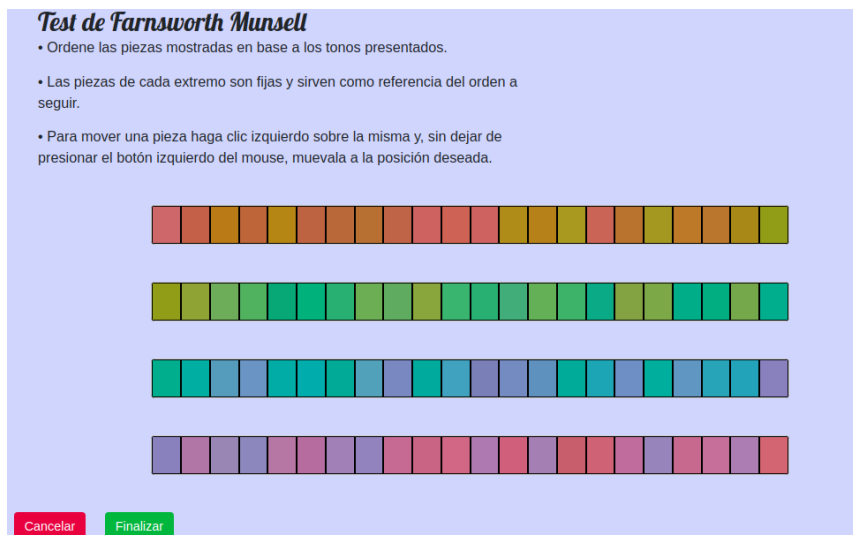 Test de Farnsworth Munsell
• Ordene las piezas mostradas en base a los tonos presentados.
• Las piezas de cada extremo son fijas y sirven como referencia del orden a
seguir.
• Para mover una pieza haga clic izquierdo sobre la misma y, sin dejar de
presionar el botón izquierdo del mouse, muevala a la posición deseada.
Cancelar
Finalizar